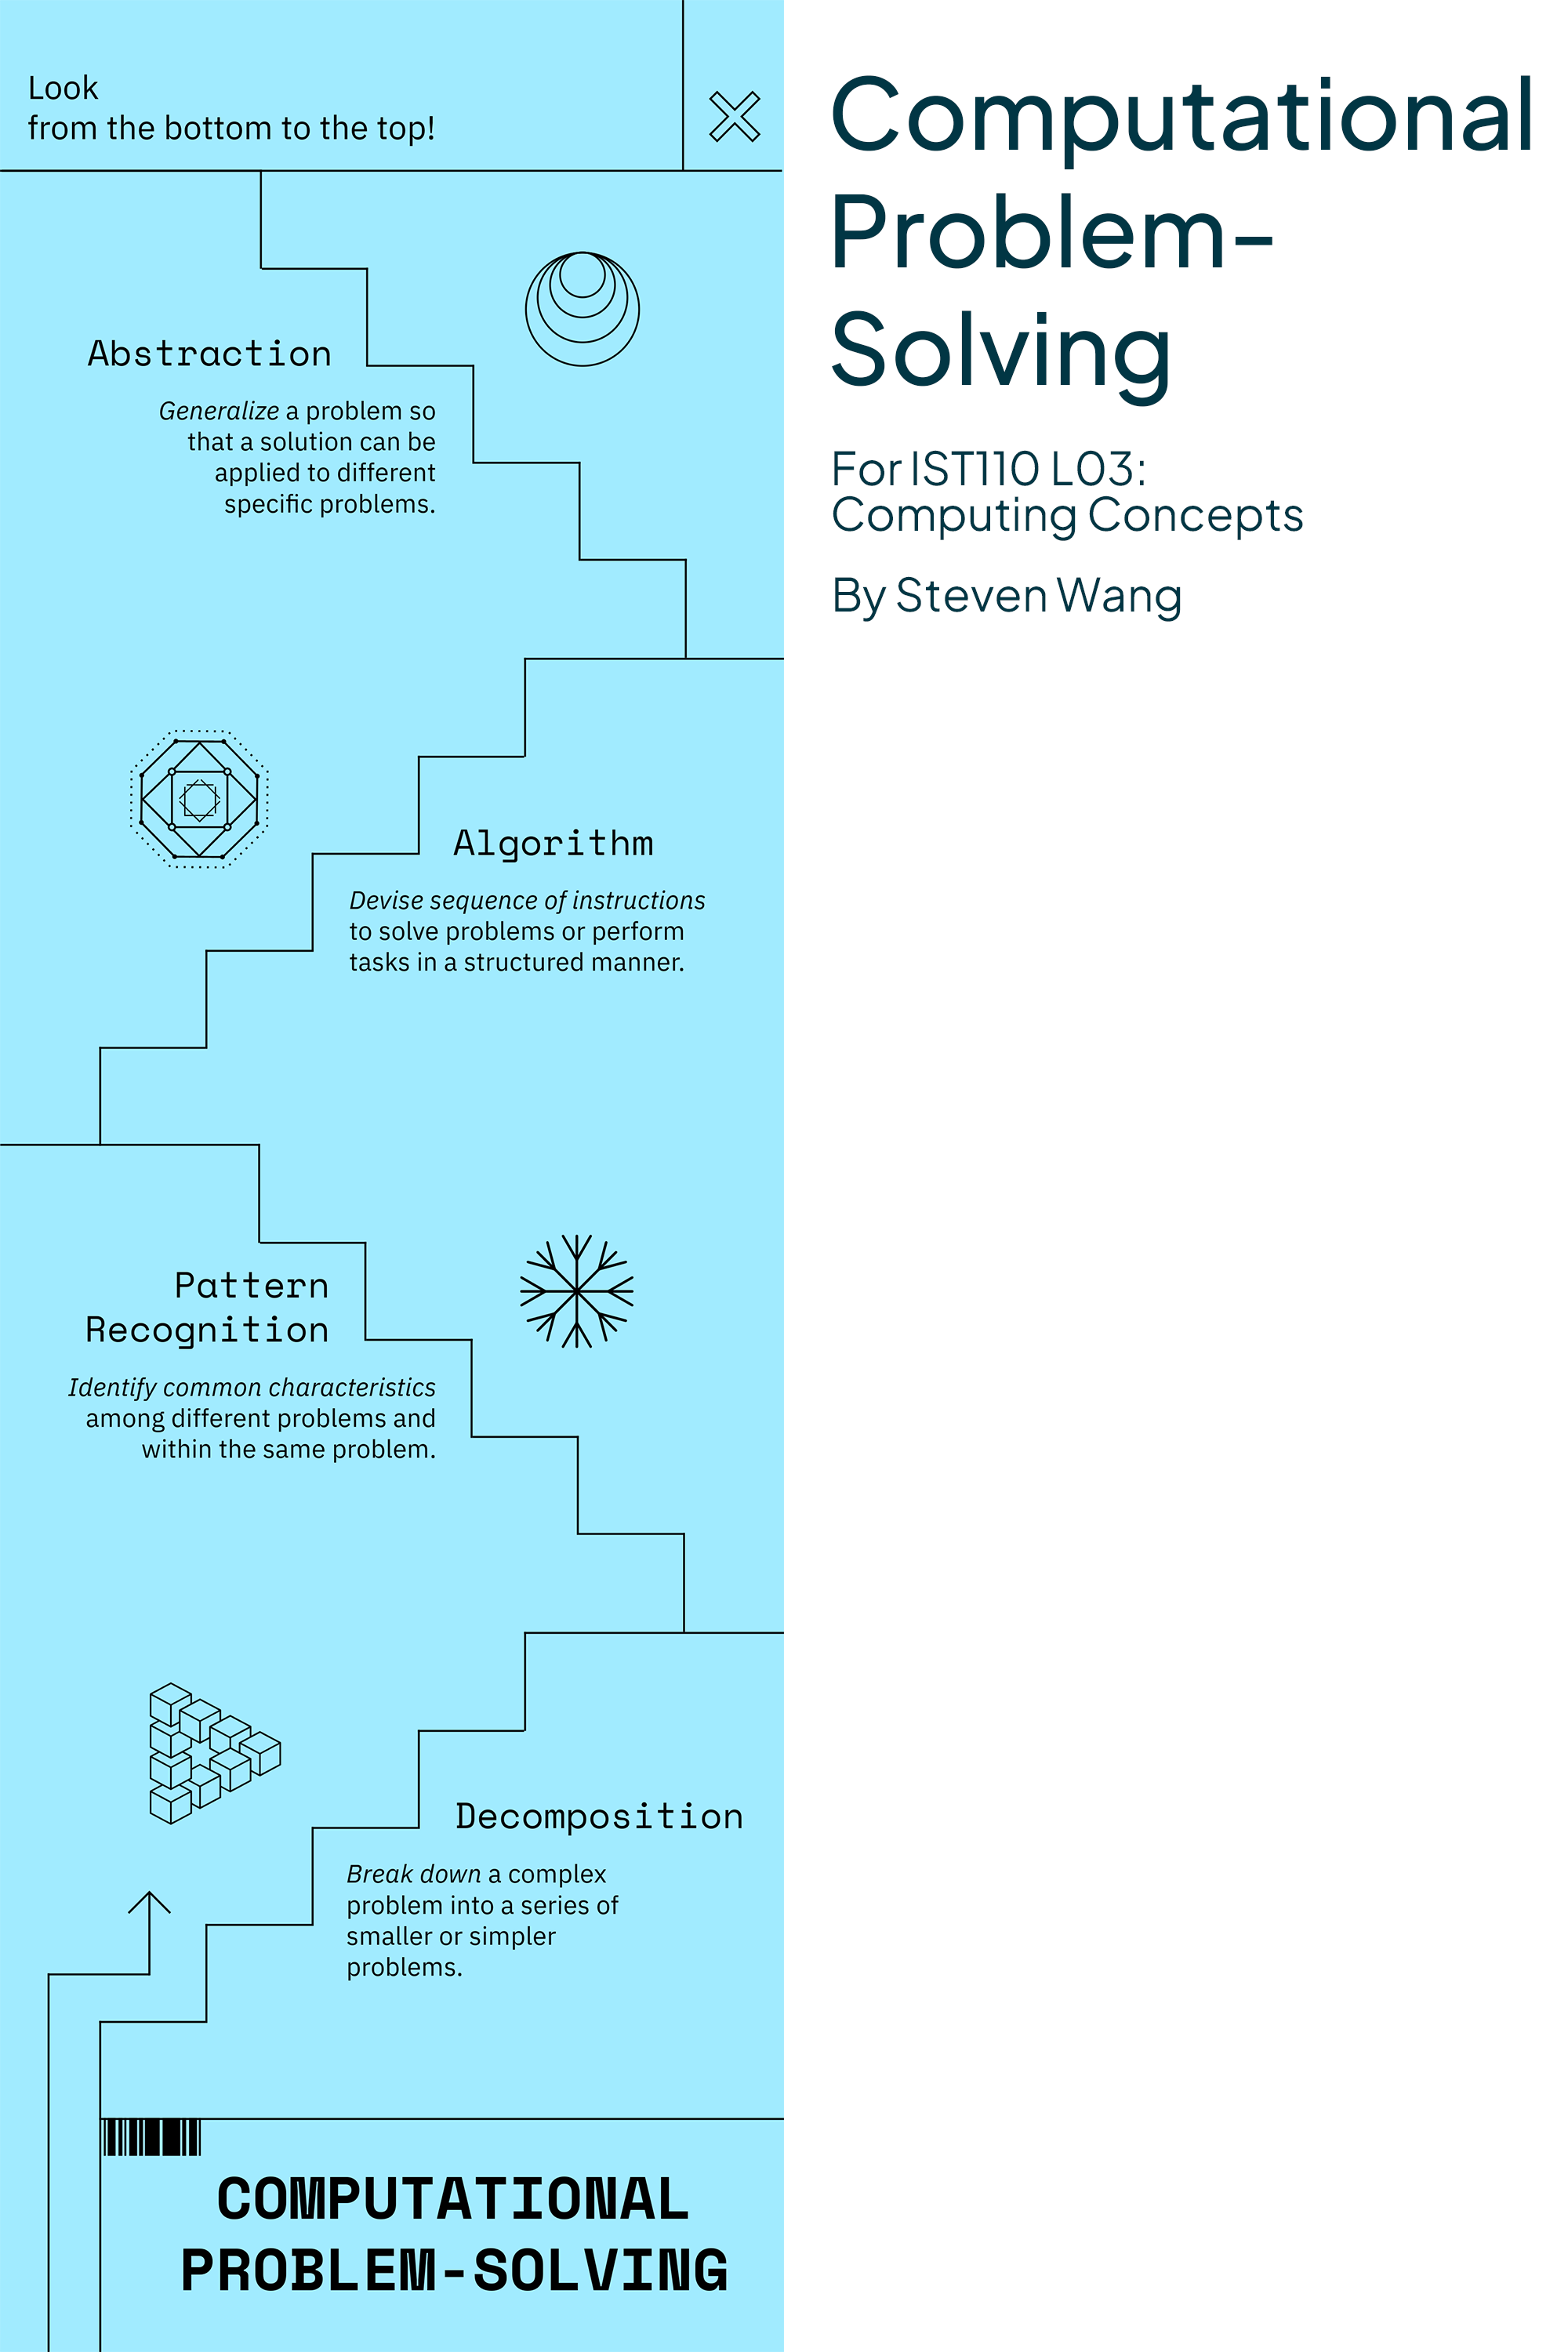 Look
from the bottom to the top!
Abstraction
Generalize a problem so
that a solution can be
applied to different
specific problems.
Algorithm
Devise sequence of instructions
to solve problems or perform
tasks in a structured manner.
Pattern
Recognition
Identify common characteristics
among different problems and
within the same problem.
Decomposition
Break down a complex
problem into a series of
smaller or simpler
problems.
COMPUTATIONAL
PROBLEM-SOLVING
Computational
Problem-
Solving
For IST110 L03:
Computing Concepts
By Steven Wang